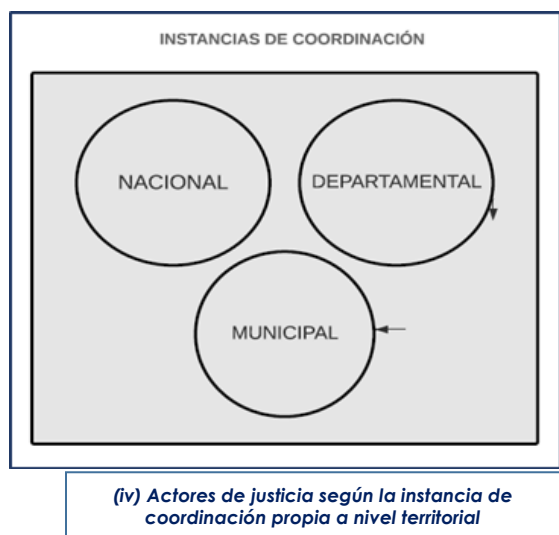 INSTANCIAS DE COORDINACIÓN
NACIONAL
DEPARTAMENTAL
MUNICIPAL
(iv) Actores de justicia según la instancia de
coordinación propia a nivel territorial